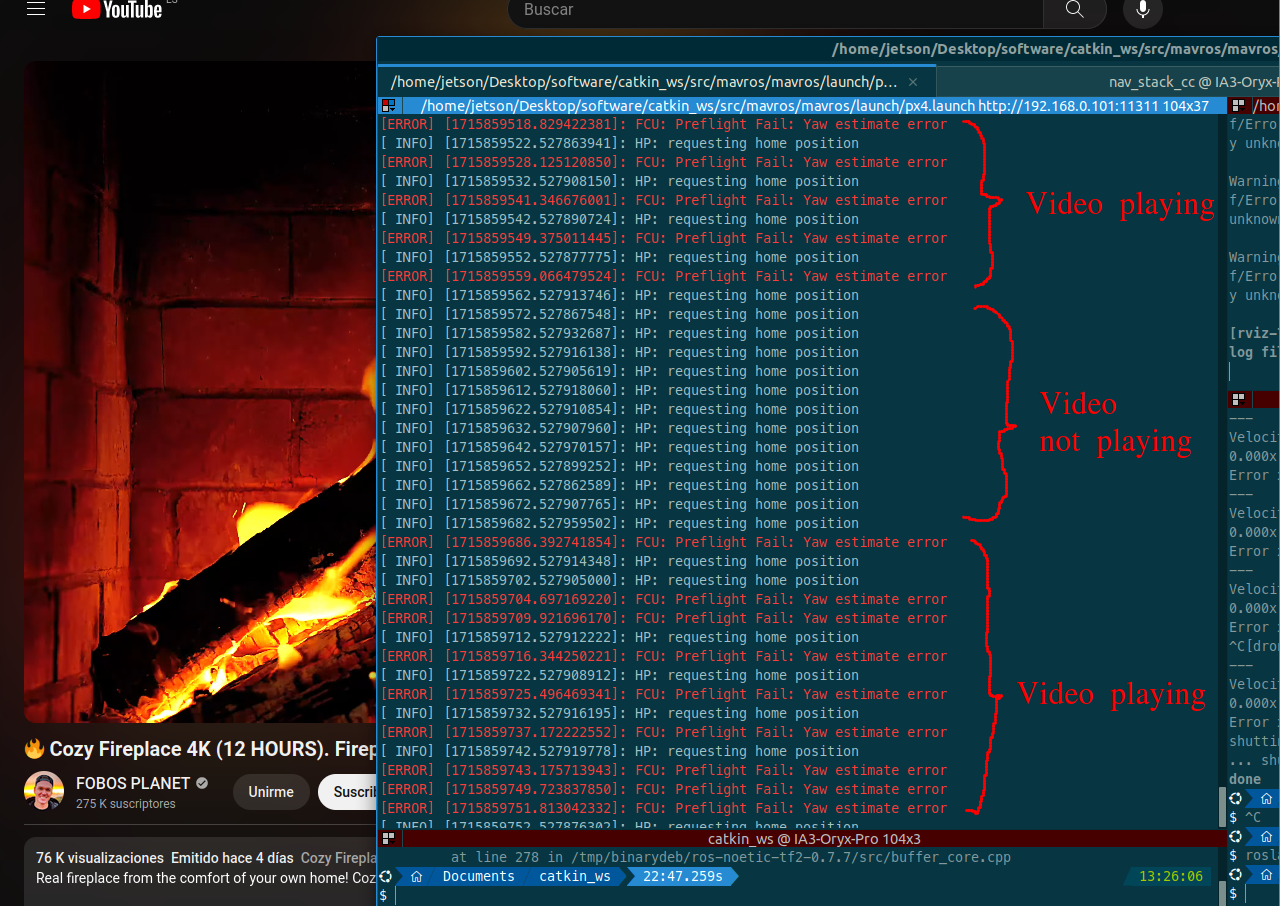 YouTube
ES
Buscar
/home/jetson/Desktop/software/catkin_ws/src/mavros/mavros
/home/jetson/Desktop/software/catkin_ws/src/mavros/mavros/launch/p... ×
nav_stack_cc @ IA3-Oryx-
/home/jetson/Desktop/software/catkin_ws/src/mavros/mavros/launch/px4.launch http://192.168.0.101:11311 104x37
[ERROR] [1715859518.829422381]: FCU: Preflight Fail: Yaw estimate error
[ INFO] [1715859522.527863941]: HP: requesting home position
[ERROR] [1715859528.125120850]: FCU: Preflight Fail: Yaw estimate error
[ INFO] [1715859532.527908150]: HP: requesting home position
[ERROR] [1715859541.346676001]: FCU: Preflight Fail: Yaw estimate error
[ INFO] [1715859542.527890724]: HP: requesting home position
[ERROR] [1715859549.375011445]: FCU: Preflight Fail: Yaw estimate error
[ INFO] [1715859552.527877775]: HP: requesting home position
[ERROR] [1715859559.066479524]: FCU: Preflight Fail: Yaw estimate error
[ INFO] [1715859562.527913746]: HP: requesting home position
Video playing
[ INFO] [1715859572.527867548]: HP: requesting home position
[ INFO] [1715859582.527932687]: HP: requesting home position
[ INFO] [1715859592.527916138]: HP: requesting home position
[ INFO] [1715859602.527905619]: HP: requesting home position
[ INFO] [1715859612.527918060]: HP: requesting home position
[ INFO] [1715859622.527910854]: HP: requesting home position
[ INFO] [1715859632.527907960]: HP: requesting home position
[ INFO] [1715859642.527970157]: HP: requesting home position
[ INFO] [1715859652.527899252]: HP: requesting home position
[ INFO] [1715859662.527862589]: HP: requesting home position
[ INFO] [1715859672.527907765]: HP: requesting home position
[ INFO] [1715859682.527959502]: HP: requesting home position
Video
not playing
[ERROR] [1715859686.392741854]: FCU: Preflight Fail: Yaw estimate error
[ INFO] [1715859692.527914348]: HP: requesting home position
[ INFO] [1715859702.527905000]: HP: requesting home position
[ERROR] [1715859704.697169220]: FCU: Preflight Fail: Yaw estimate error
[ERROR] [1715859709.921696170]: FCU: Preflight Fail: Yaw estimate error
[ INFO] [1715859712.527912222]: HP: requesting home position
[ERROR] [1715859716.344250221]: FCU: Preflight Fail: Yaw estimate error
[ INFO] [1715859722.527908912]: HP: requesting home position
[ERROR] [1715859725.496469341]: FCU: Preflight Fail: Yaw estimate error
[ INFO] [1715859732.527916195]: HP: requesting home position
[ERROR] [1715859737.172222552]: FCU: Preflight Fail: Yaw estimate error
[ INFO] [1715859742.527919778]: HP: requesting home position
[ERROR] [1715859743.175713943]: FCU: Preflight Fail: Yaw estimate error
[ERROR] [1715859749.723837850]: FCU: Preflight Fail: Yaw estimate error
[ERROR] [1715859751.813042332]: FCU: Preflight Fail: Yaw estimate error
[ INFO] [1715859752.527876302]: HP: requesting home position
Video playing
catkin_ws @ IA3-Oryx-Pro 104x3
at line 278 in /tmp/binarydeb/ros-noetic-tf2-0.7.7/src/buffer_core.cpp
Documents catkin_ws 22:47.259s 13:26:06
$
/hor
f/Erro
y unkn
Warnin
f/Erro
unknow
Warnin
f/Erro
y unkn
[rviz-
log fi
---
Veloci
0.000x
Error
---
Veloci
0.000x
Error
---
Veloci
0.000x
Error
^C[dron
---
Veloci
0.000x
Error
shuttin
... shu
done
$ ^C
$ rosla
$
🔥 Cozy Fireplace 4K (12 HOURS). Firep
FOBOS PLANET
275 K suscriptores
Unirme
Suscrib
76 K visualizaciones Emitido hace 4 días Cozy Firepla
Real fireplace from the comfort of your own home! Coz